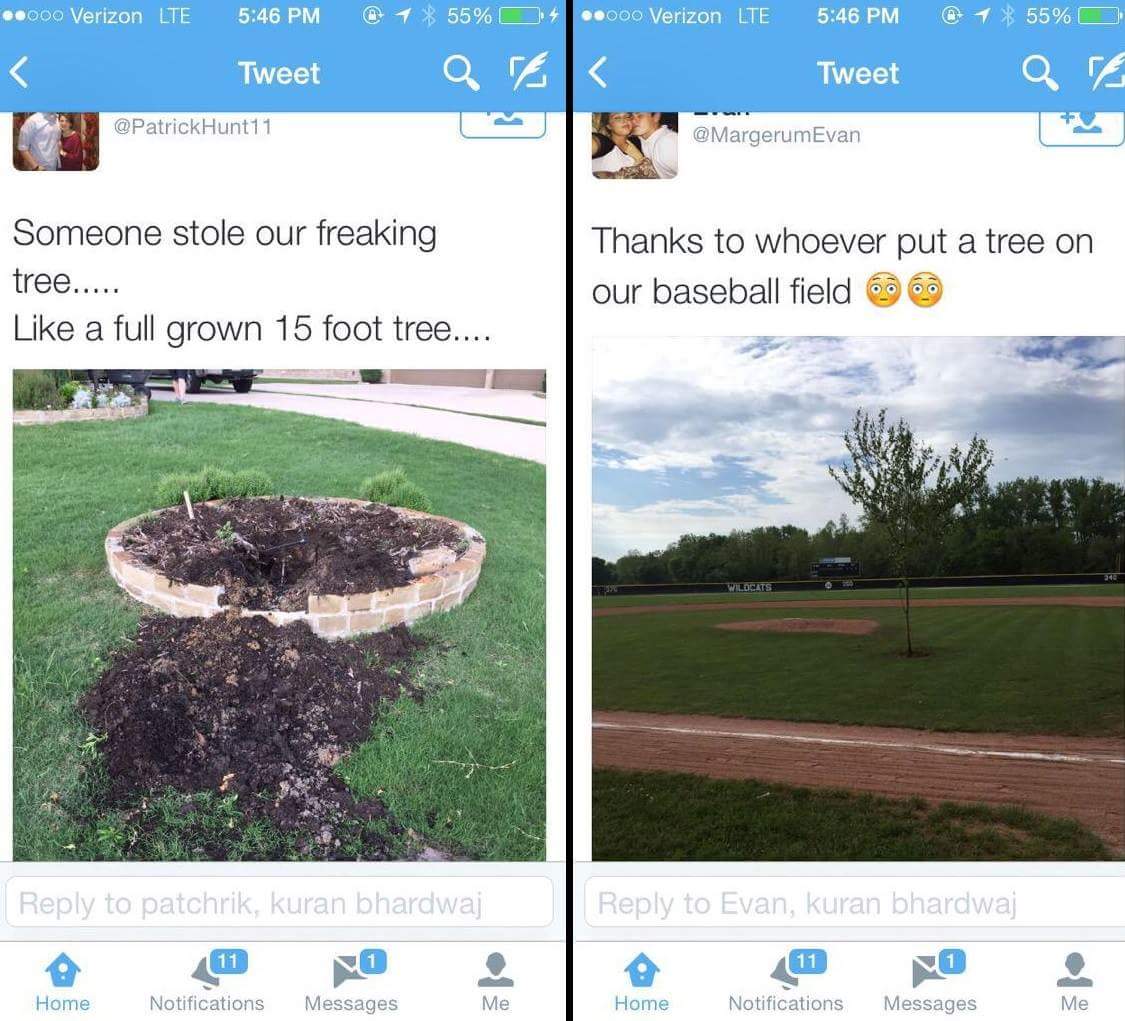 Verizon LTE 5:46 PM 55%
Tweet
@PatrickHunt11
Someone stole our freaking
tree.....
Like a full grown 15 foot tree....
Reply to patchrik, kuran bhardwaj
11
1
Home
Notifications
Messages
Me
Verizon LTE 5:46 PM 55%
Tweet
Evan
@MargerumEvan
Thanks to whoever put a tree on
our baseball field 😳😳
WILDCATS
340
Reply to Evan, kuran bhardwaj
11
1
Home
Notifications
Messages
Me